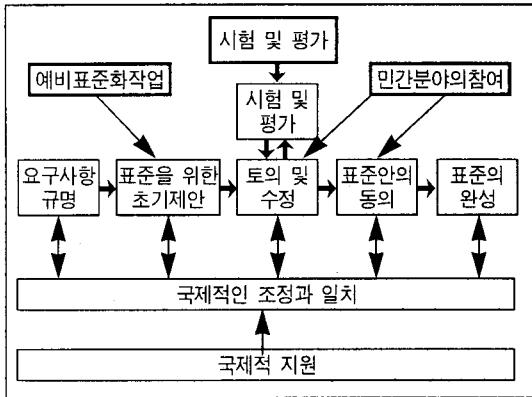 시험 및 평가
예비표준화작업
민간분야의참여
시험 및
평가
요구사항
규명
표준을 위한
초기제안
토의 및
수정
표준안의
동의
표준의
완성
국제적인 조정과 일치
국제적 지원